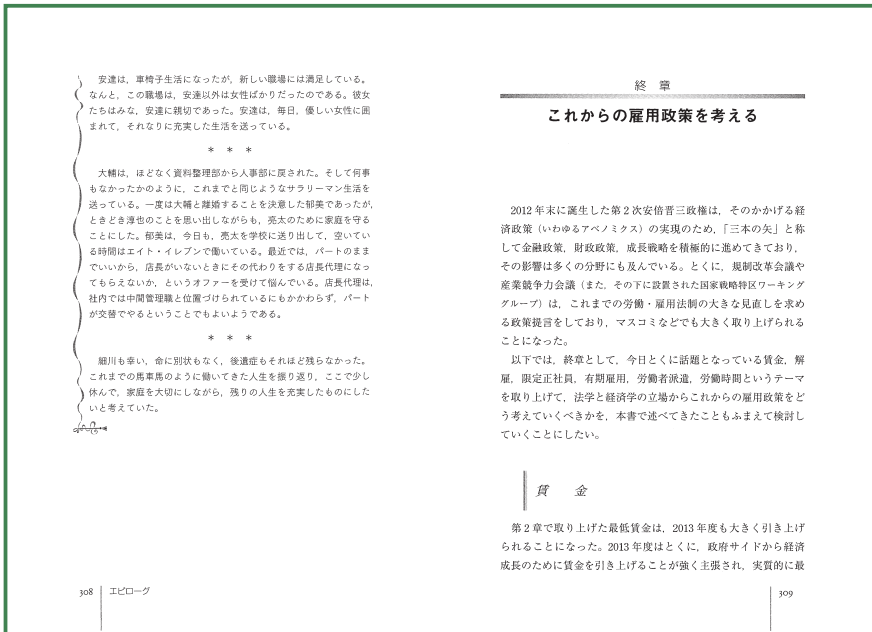 安達は，車椅子生活になったが，新しい職場には満足している。
なんと，この職場は，安達以外は女性ばかりだったのである。彼女
たちはみな，安達に親切であった。安達は，毎日，優しい女性に囲
まれて，それなりに充実した生活を送っている。
＊　＊　＊
大輔は，ほどなく資料整理部から人事部に戻された。そして何事
もなかったかのように，これまでと同じようなサラリーマン生活を
送っている。一度は大輔と離婚することを決意した郁美であったが，
ときどき淳也のことを思い出しながらも，亮太のために家庭を守る
ことにした。郁美は，今日も，亮太を学校に送り出して，空いてい
る時間はエイト・イレブンで働いている。最近では，パートのまま
でいいから，店長がいないときにその代わりをする店長代理になっ
てもらえないか，というオファーを受けて悩んでいる。店長代理は，
社内では中間管理職と位置づけられているにもかかわらず，パート
が交替でやるということでもよいようである。
＊　＊　＊
細川も幸い，命に別状もなく，後遺症もそれほど残らなかった。
これまでの馬車馬のように働いてきた人生を振り返り，ここで少し
休んで，家庭を大切にしながら，残りの人生を充実したものにした
いと考えていた。
308 エピローグ
終　章
これからの雇用政策を考える
2012年末に誕生した第2次安倍晋三政権は，そのかかげる経
済政策（いわゆるアベノミクス）の実現のため，「三本の矢」と称
して金融政策，財政政策，成長戦略を積極的に進めてきており，
その影響は多くの分野にも及んでいる。とくに，規制改革会議や
産業競争力会議（また，その下に設置された国家戦略特区ワーキング
グループ）は，これまでの労働・雇用法制の大きな見直しを求め
る政策提言をしており，マスコミなどでも大きく取り上げられる
ことになった。
以下では，終章として，今日とくに話題となっている賃金，解
雇，限定正社員，有期雇用，労働者派遣，労働時間というテーマ
を取り上げて，法学と経済学の立場からこれからの雇用政策をど
う考えていくべきかを，本書で述べてきたこともふまえて検討し
ていくことにしたい。
賃　金
第2章で取り上げた最低賃金は，2013年度も大きく引き上げ
られることになった。2013年度はとくに，政府サイドから経済
成長のために賃金を引き上げることが強く主張され，実質的に最
309